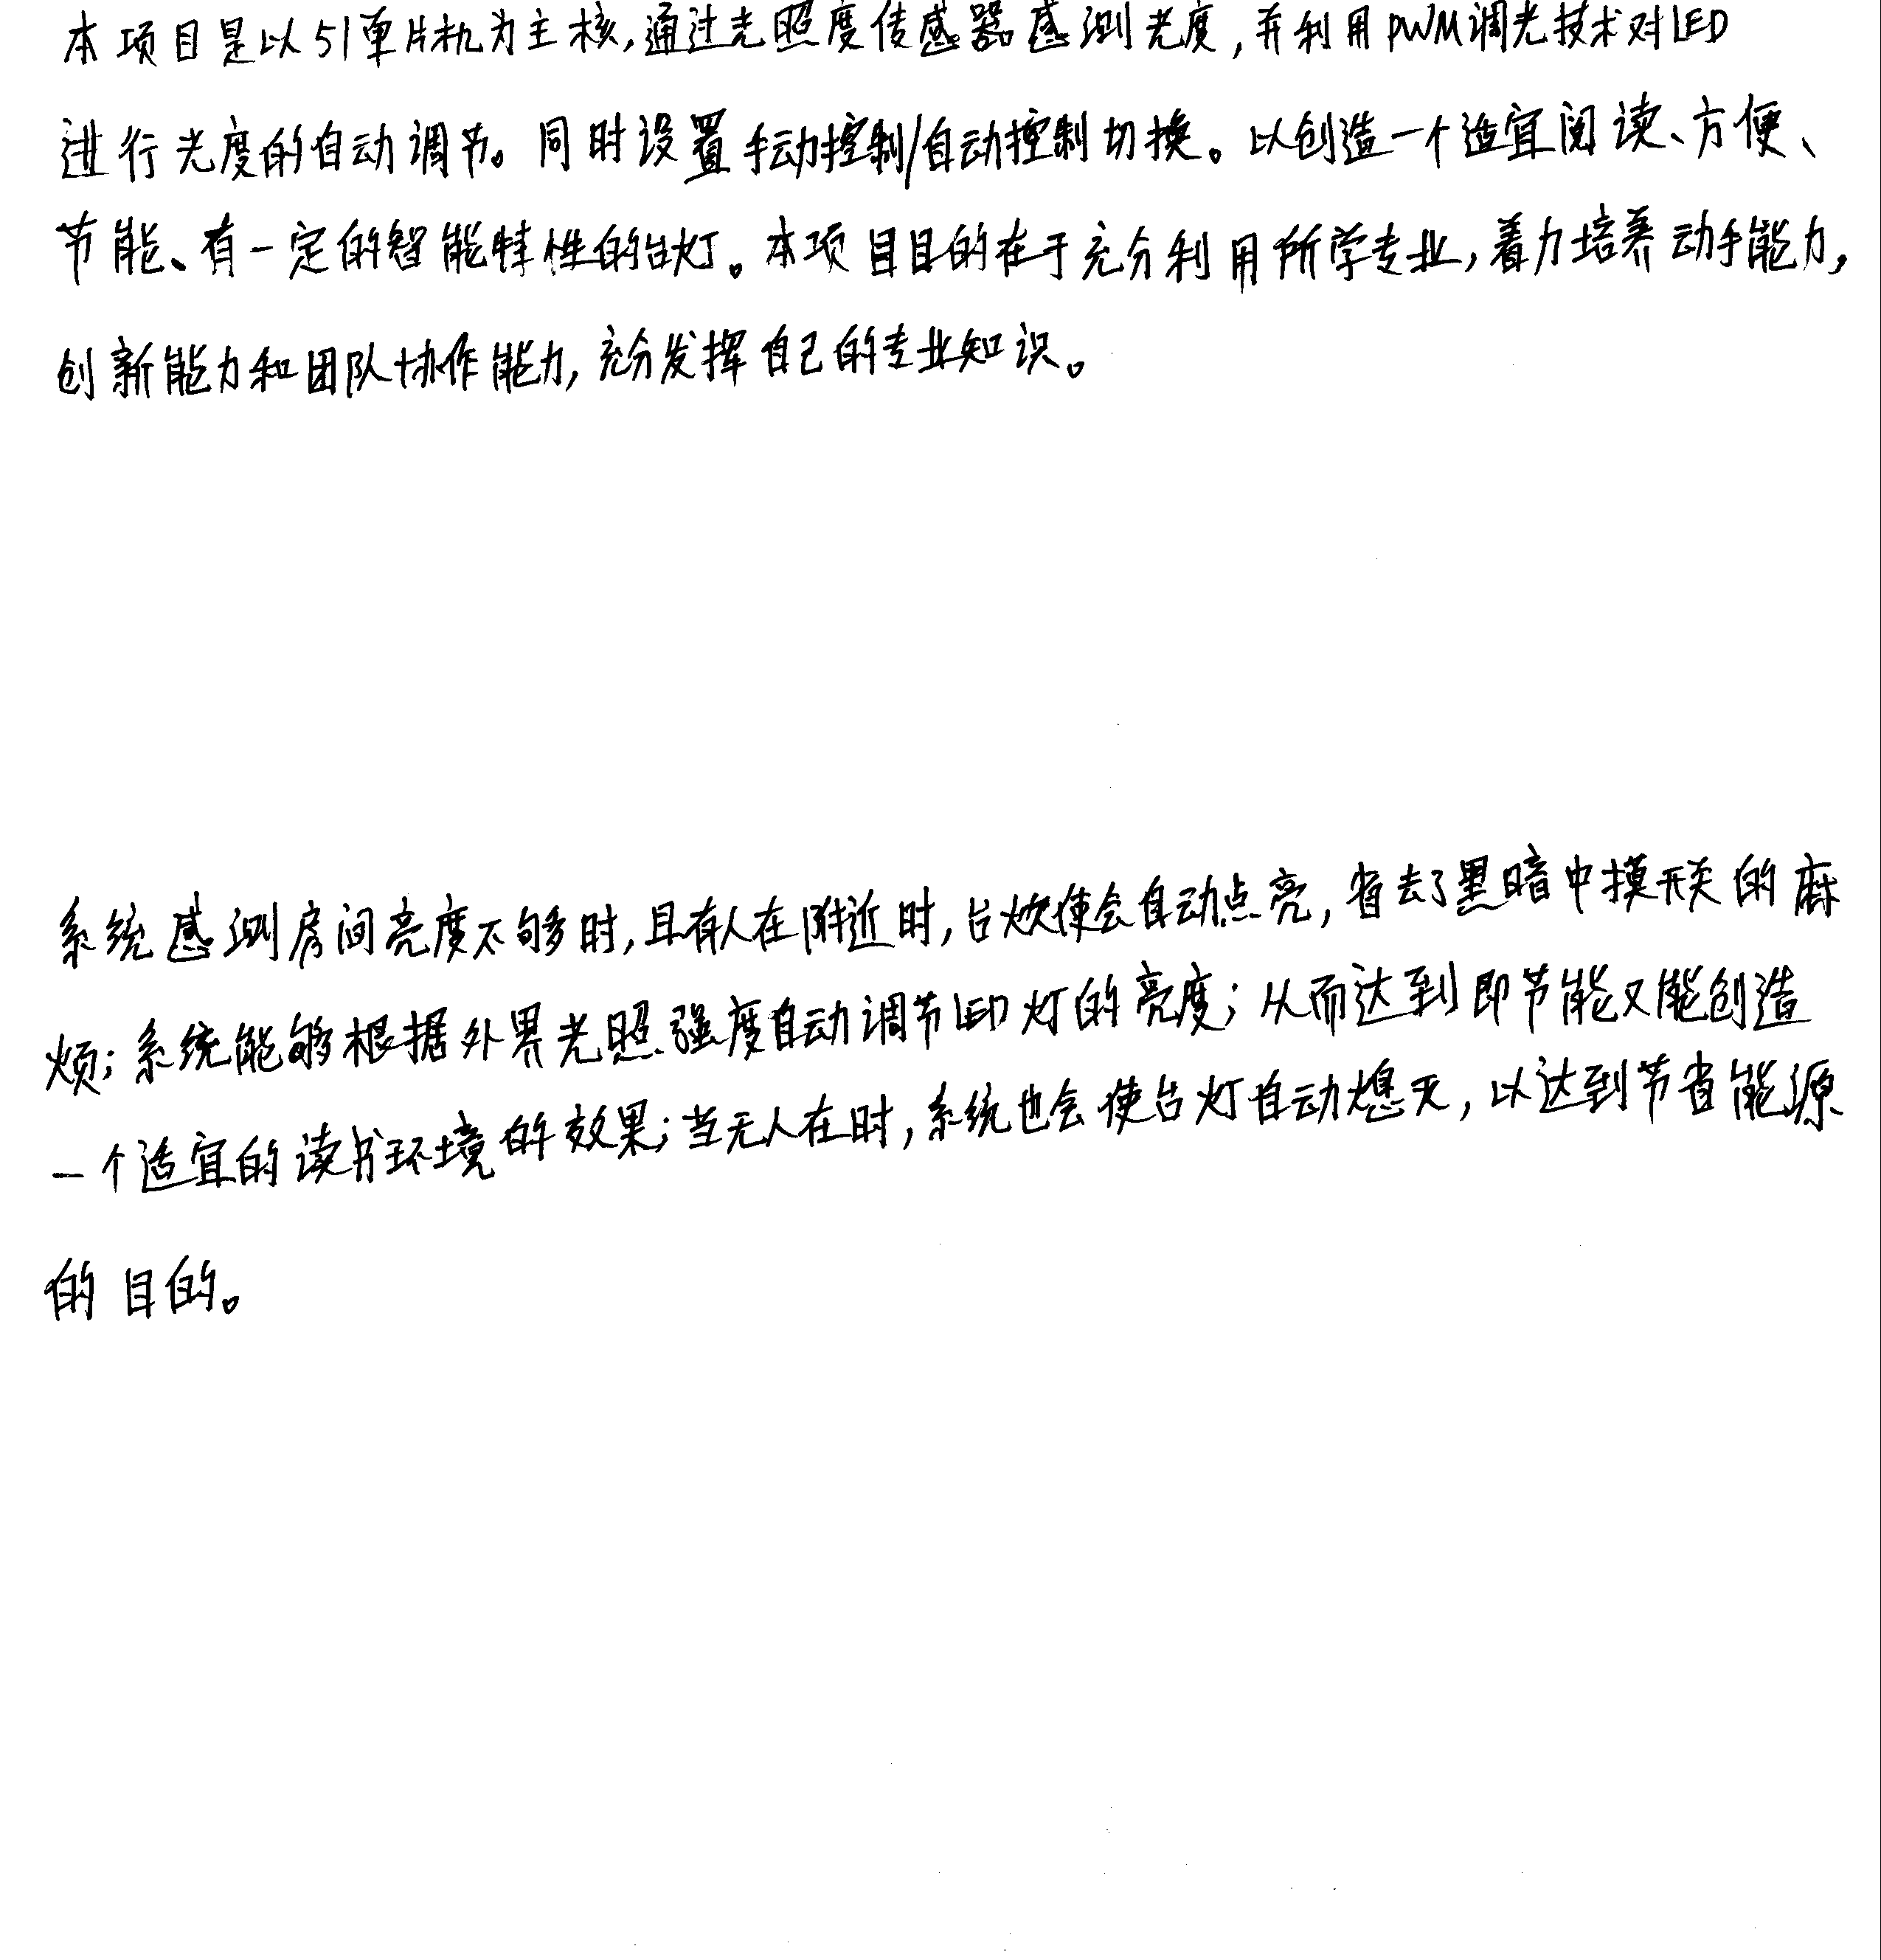 本项目是以51单片机为主核,通过光照度传感器感测光度,并利用PWM调光技术对LED
进行光度的自动调节。同时设置手动控制/自动控制切换。以创造一个适宜阅读、方便、
节能、有一定的智能特性的台灯。本项目目的在于充分利用所学专业,着力培养动手能力,
创新能力和团队协作能力,充分发挥自己的专业知识。
系统感测房间亮度不够多时,且有人在附近时,台灯便会自动点亮,省去了黑暗中摸开关的麻
烦;系统能够根据外界光照强度自动调节LED灯的亮度;从而达到即节能又能创造
一个适宜的读书环境的效果;当无人在时,系统也会使台灯自动熄灭,以达到节省能源
的目的。